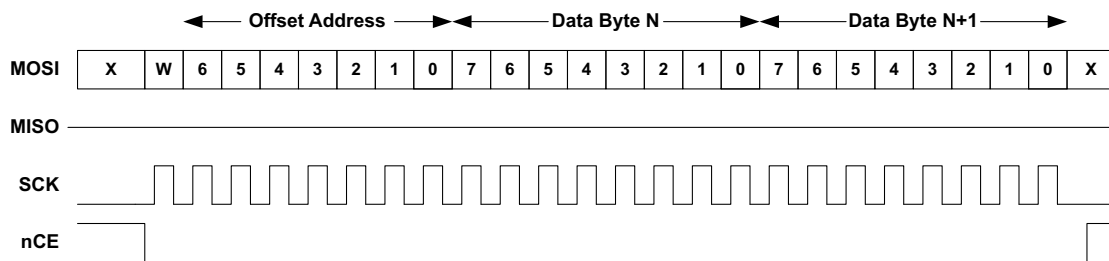 Offset Address Data Byte N Data Byte N+1
MOSI X W 6 5 4 3 2 1 0 7 6 5 4 3 2 1 0 7 6 5 4 3 2 1 0 X
MISO
SCK
nCE